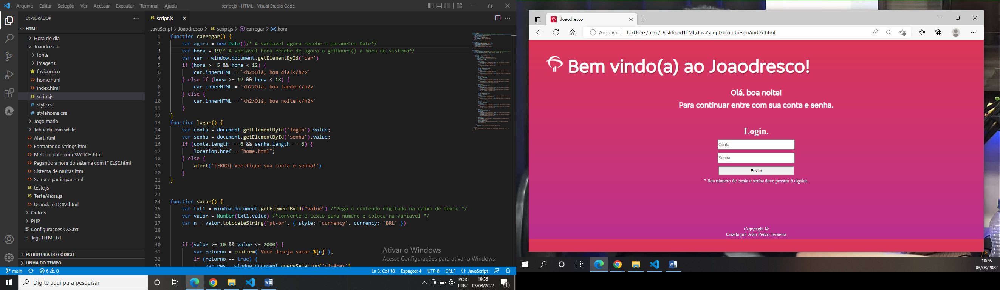 Arquivo Editar Seleção Ver Acessar Executar Terminal Ajuda
script.js - HTML - Visual Studio Code
EXPLORADOR
HTML
Hora do dia
Joaodresco
fonte
imagens
favicon.ico
home.html
index.html
JS script.js
# style.css
# stylehome.css
Jogo mario
Tabuada com while
Alert.html
Formatando Strings.html
Metodo date com SWITCH.html
Pegando a hora do sistema com IF ELSE.html
Sistema de multas.html
Soma e par impar.html
JS teste.js
JS TesteAlexia.js
Usando o DOM.html
Outros
PHP
Configuraçoes CSS.txt
Tags HTML.txt
ESTRUTURA DO CÓDIGO
LINHA DO TEMPO
JS script.js
JavaScript > Joaodresco > JS script.js > carregar > hora
1 function carregar() {
2 var agora = new Date()/* A variavel agora recebe o parametro Date*/
3 var hora = 19/* A variavel hora recebe de agora o getHours() a hora do sistema*/
4 var car = window.document.getElementById('car')
5 if (hora >= 5 && hora < 12) {
6 car.innerHTML = `<h2>Olá, bom dia!</h2>`
7 } else if (hora >= 12 && hora < 18) {
8 car.innerHTML = `<h2>Olá, boa tarde!</h2>`
9 } else {
10 car.innerHTML = `<h2>Olá, boa noite!</h2>`
11 }
12 }
13 function logar() {
14 var conta = document.getElementById('login').value;
15 var senha = document.getElementById('senha').value;
16 if (conta.length == 6 && senha.length == 6) {
17 location.href = "home.html";
18 } else {
19 alert('[ERRO] Verifique sua conta e senha!')
20 }
21 }
22
23
24 function sacar() {
25 var txt1 = window.document.getElementById("value") /*Pega o conteudo digitado na caixa de texto */
26 var valor = Number(txt1.value) /*converte o texto para número e coloca na variavel */
27 var n = valor.toLocaleString(`pt-br`, { style: `currency`, currency: `BRL` })
28
29
30 if (valor >= 10 && valor <= 2000) {
31 var retorno = confirm(`Você deseja sacar ${n}`);
32 if (retorno == true) {
33 var res = window.document.querySelector('div#res')
Ativar o Windows
Acesse Configurações para ativar o Windows.
main 6 0
Ln 3, Col 18 Espaços: 4 UTF-8 CRLF {} JavaScript
Digite aqui para pesquisar
POR
PTB2
10:36
03/08/2022
1
Joaodresco
Arquivo C:/Users/user/Desktop/HTML/JavaScript/Joaodresco/index.html
Bem vindo(a) ao Joaodresco!
Olá, boa noite!
Para continuar entre com sua conta e senha.
Login.
Conta
Senha
Enviar
* Seu número de conta e senha deve possuir 6 digitos.
Copyright ©
Criado por João Pedro Teixeira
10:36
03/08/2022